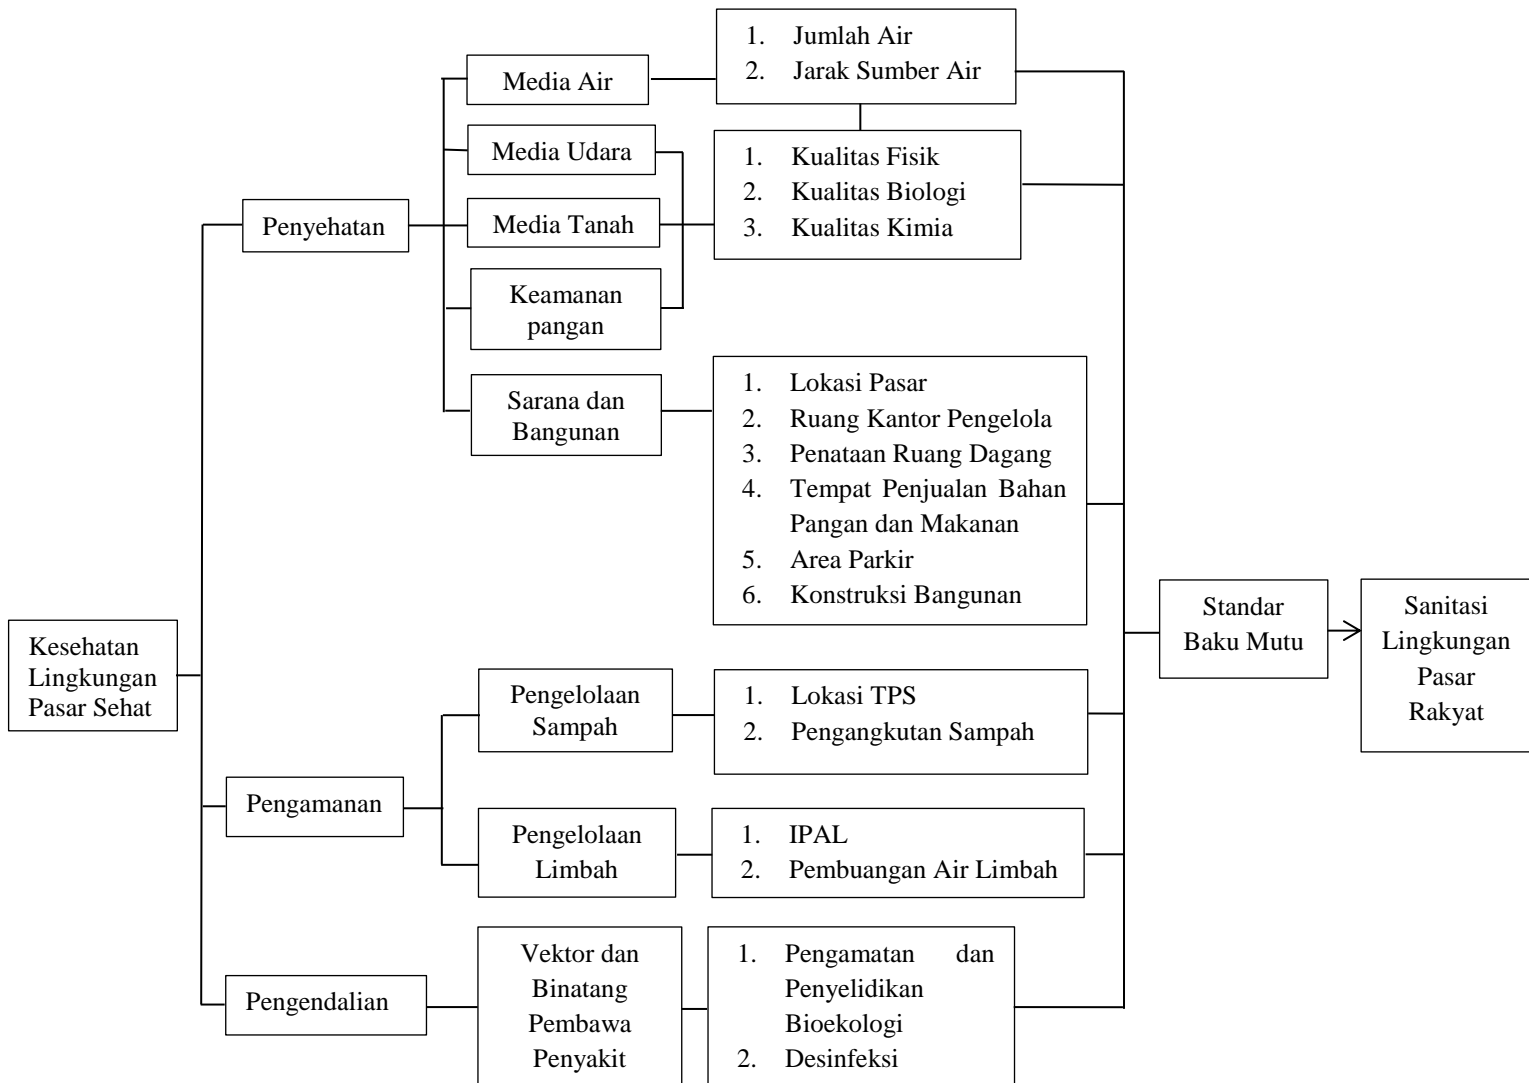 Kesehatan
Lingkungan
Pasar Sehat
Penyehatan
Media Air
1. Jumlah Air
2. Jarak Sumber Air
Media Udara
Media Tanah
Keamanan
pangan
1. Kualitas Fisik
2. Kualitas Biologi
3. Kualitas Kimia
Sarana dan
Bangunan
1. Lokasi Pasar
2. Ruang Kantor Pengelola
3. Penataan Ruang Dagang
4. Tempat Penjualan Bahan
Pangan dan Makanan
5. Area Parkir
6. Konstruksi Bangunan
Pengamanan
Pengelolaan
Sampah
1. Lokasi TPS
2. Pengangkutan Sampah
Pengelolaan
Limbah
1. IPAL
2. Pembuangan Air Limbah
Pengendalian
Vektor dan
Binatang
Pembawa
Penyakit
1. Pengamatan dan
Penyelidikan
Bioekologi
2. Desinfeksi
Standar
Baku Mutu
Sanitasi
Lingkungan
Pasar
Rakyat